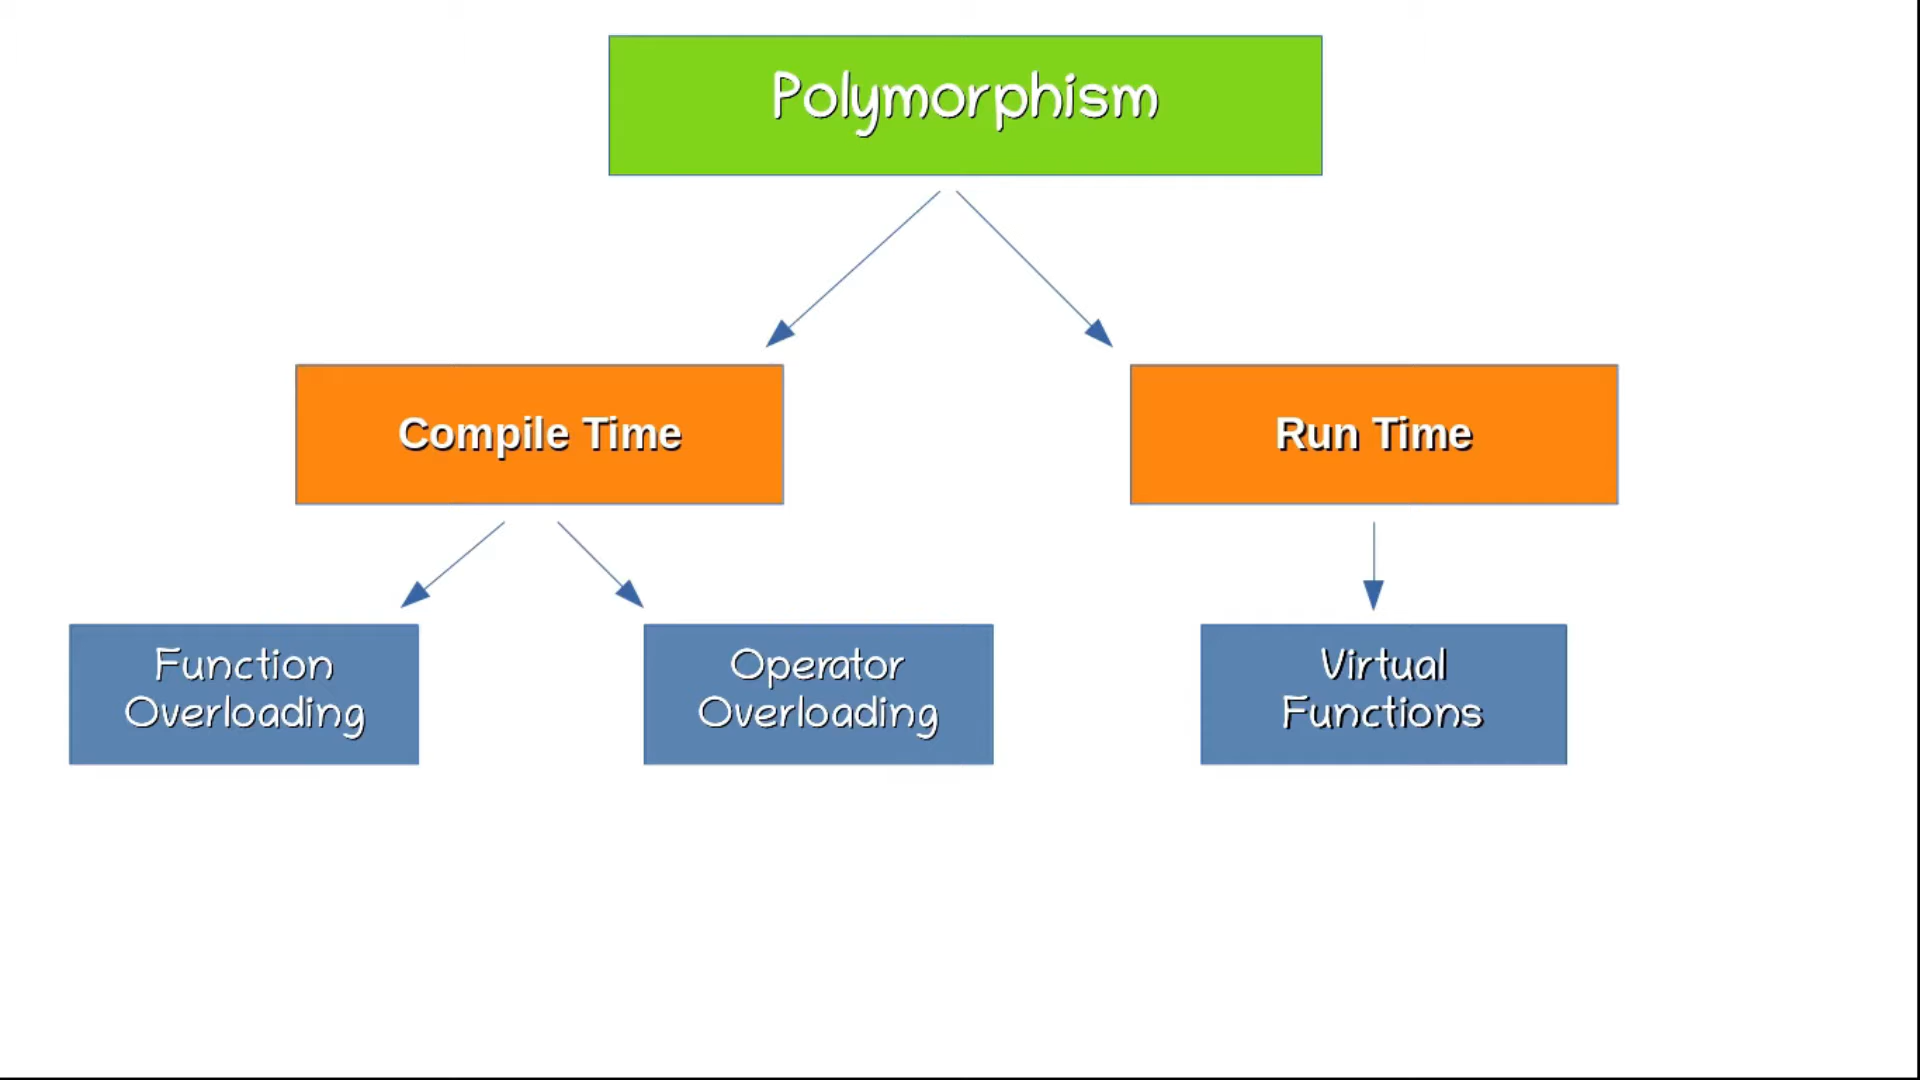 Polymorphism
Compile Time
Run Time
Function
Overloading
Operator
Overloading
Virtual
Functions